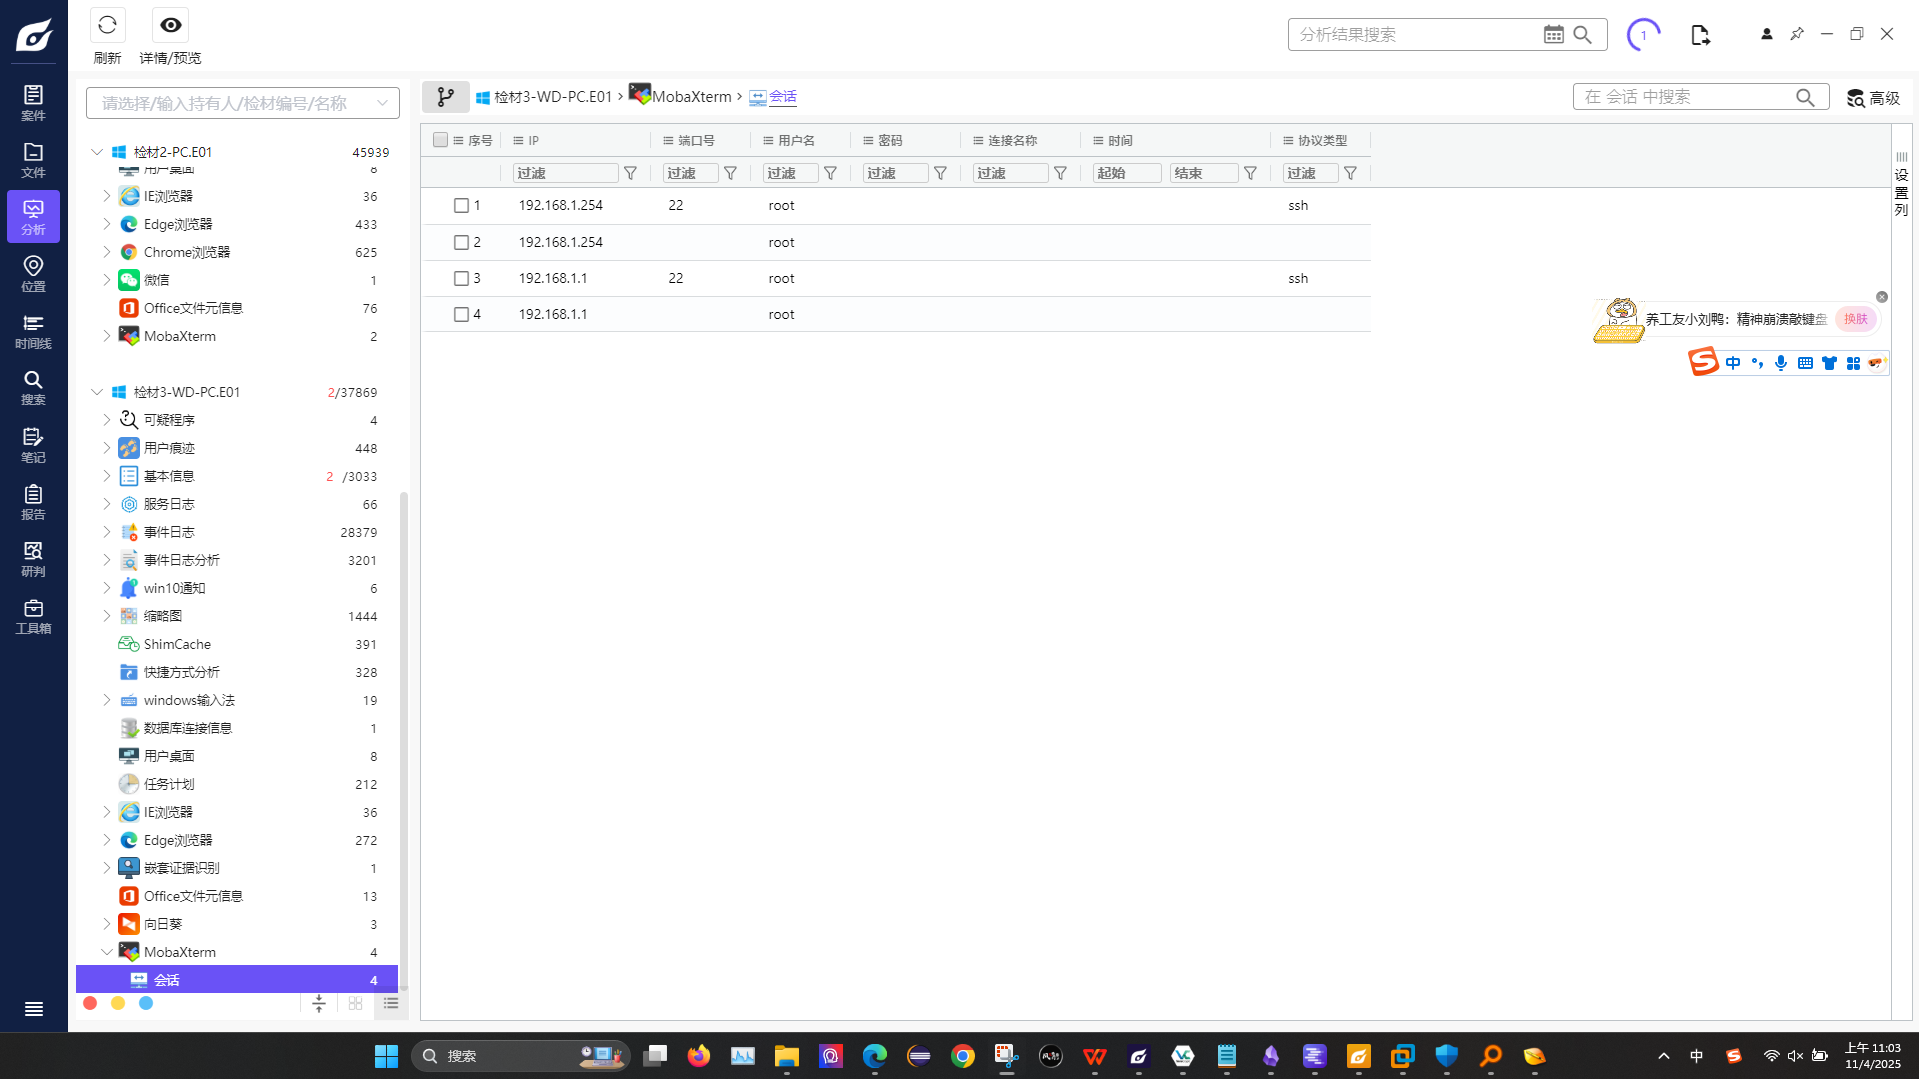 刷新
详情/预览
分析结果搜索
1
案件
文件
分析
位置
时间线
搜索
笔记
报告
研判
工具箱
请选择/输入持有人/检材编号/名称
检材2-PC.E01 45939
用户桌面 8
IE浏览器 36
Edge浏览器 433
Chrome浏览器 625
微信 1
Office文件元信息 76
MobaXterm 2
检材3-WD-PC.E01 2/37869
可疑程序 4
用户痕迹 448
基本信息 2 /3033
服务日志 66
事件日志 28379
事件日志分析 3201
win10通知 6
缩略图 1444
ShimCache 391
快捷方式分析 328
windows输入法 19
数据库连接信息 1
用户桌面 8
任务计划 212
IE浏览器 36
Edge浏览器 272
嵌套证据识别 1
Office文件元信息 13
向日葵 3
MobaXterm 4
会话 4
检材3-WD-PC.E01 › MobaXterm › 会话
在 会话 中搜索
高级
序号 IP 端口号 用户名 密码 连接名称 时间 协议类型
过滤 过滤 过滤 过滤 过滤 起始 结束 过滤
1 192.168.1.254 22 root ssh
2 192.168.1.254 root
3 192.168.1.1 22 root ssh
4 192.168.1.1 root
设置列
养工友小刘鸭：精神崩溃敲键盘 换肤
中
搜索
中
上午 11:03
11/4/2025